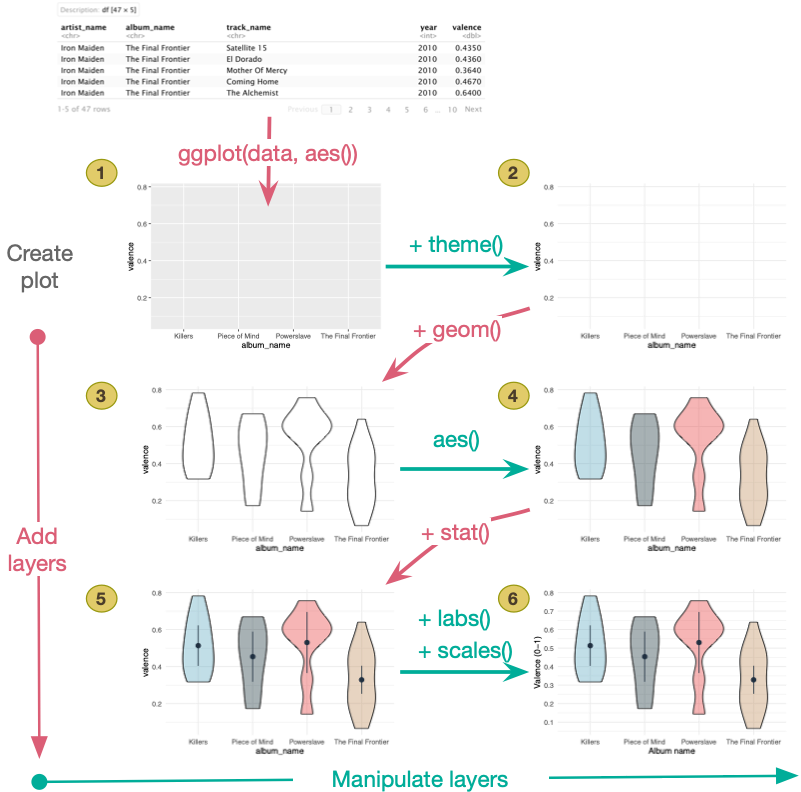 Description: df [47 × 5]
artist_name album_name track_name year valence
<chr> <chr> <chr> <int> <dbl>
Iron Maiden The Final Frontier Satellite 15 2010 0.4350
Iron Maiden The Final Frontier El Dorado 2010 0.4360
Iron Maiden The Final Frontier Mother Of Mercy 2010 0.3640
Iron Maiden The Final Frontier Coming Home 2010 0.4670
Iron Maiden The Final Frontier The Alchemist 2010 0.6400
1-5 of 47 rows Previous 1 2 3 4 5 6 .. 10 Next
ggplot(data, aes())
1
0.8
0.6
0.4
0.2
valence
Killers Piece of Mind Powerslave The Final Frontier
album_name
Create
plot
+ theme()
2
0.8
0.6
0.4
0.2
valence
Killers Piece of Mind Powerslave The Final Frontier
album_name
+ geom()
3
0.8
0.6
0.4
0.2
valence
Killers Piece of Mind Powerslave The Final Frontier
album_name
aes()
4
0.8
0.6
0.4
0.2
valence
Killers Piece of Mind Powerslave The Final Frontier
album_name
Add
layers
+ stat()
5
0.8
0.6
0.4
0.2
valence
Killers Piece of Mind Powerslave The Final Frontier
album_name
+ labs()
+ scales()
6
0.8
0.7
0.6
0.5
0.4
0.3
0.2
0.1
Valence (0−1)
Killers Piece of Mind Powerslave The Final Frontier
Album name
Manipulate layers